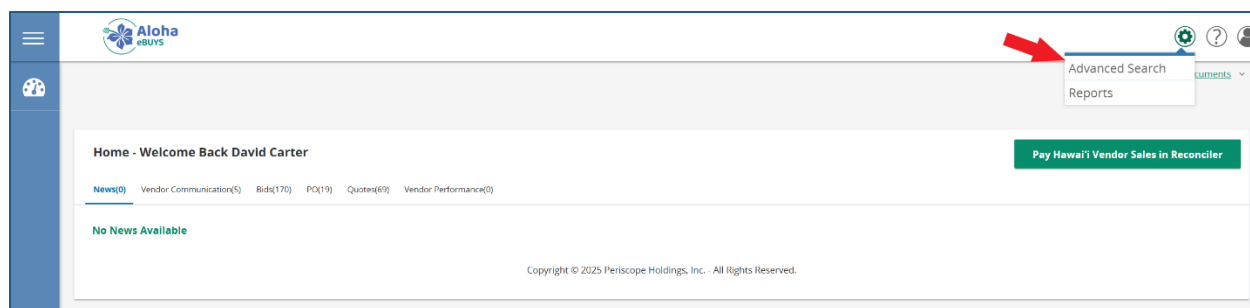 Aloha
eBUYS
?
Advanced Search
cuments
Reports
Home - Welcome Back David Carter
Pay Hawai'i Vendor Sales in Reconciler
News(0) Vendor Communication(5) Bids(170) PO(19) Quotes(69) Vendor Performance(0)
No News Available
Copyright © 2025 Periscope Holdings, Inc. - All Rights Reserved.